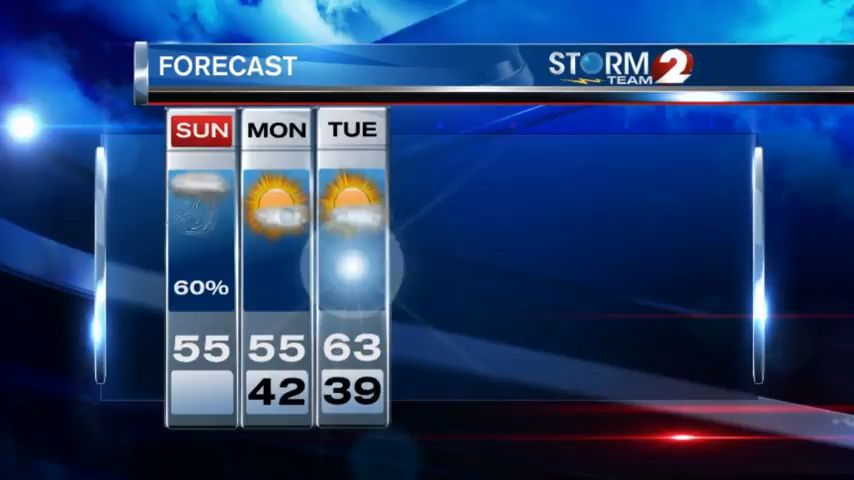 FORECAST
STORM
TEAM 2
SUN MON TUE
60%
55 55 63
42 39